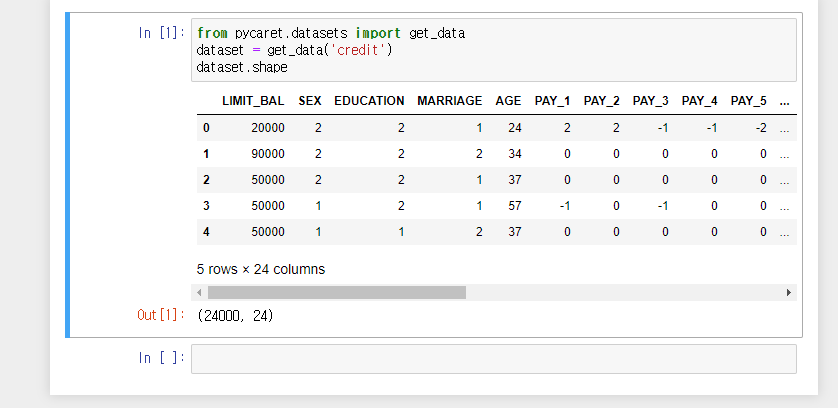 In [1]: from pycaret.datasets import get_data
dataset = get_data('credit')
dataset.shape
LIMIT_BAL SEX EDUCATION MARRIAGE AGE PAY_1 PAY_2 PAY_3 PAY_4 PAY_5 ...
0 20000 2 2 1 24 2 2 -1 -1 -2 ...
1 90000 2 2 2 34 0 0 0 0 0 ...
2 50000 2 2 1 37 0 0 0 0 0 ...
3 50000 1 2 1 57 -1 0 -1 0 0 ...
4 50000 1 1 2 37 0 0 0 0 0 ...
5 rows × 24 columns
Out[1]: (24000, 24)
In [ ]: